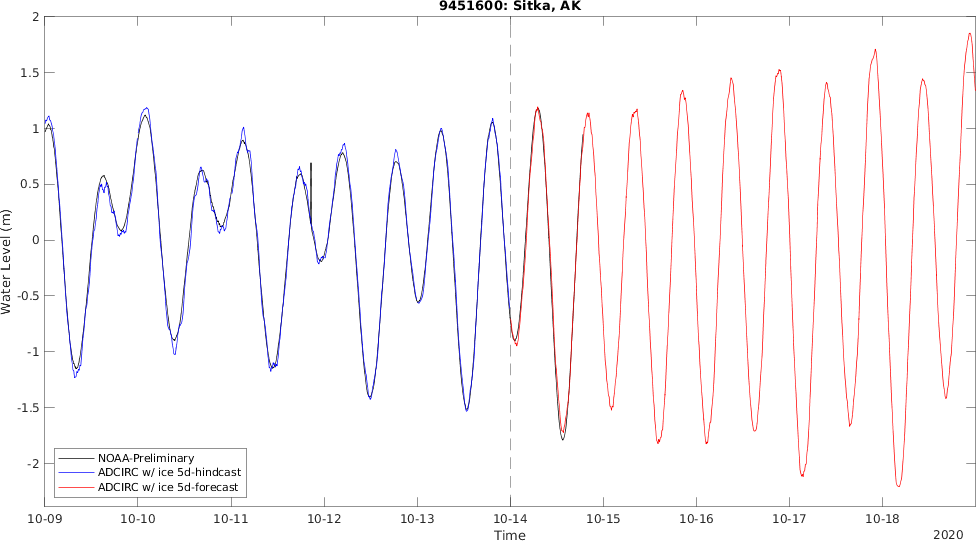 9451600: Sitka, AK
2
1.5
1
0.5
0
-0.5
-1
-1.5
-2
Water Level (m)
NOAA-Preliminary
ADCIRC w/ ice 5d-hindcast
ADCIRC w/ ice 5d-forecast
10-09 10-10 10-11 10-12 10-13 10-14 10-15 10-16 10-17 10-18
Time
2020